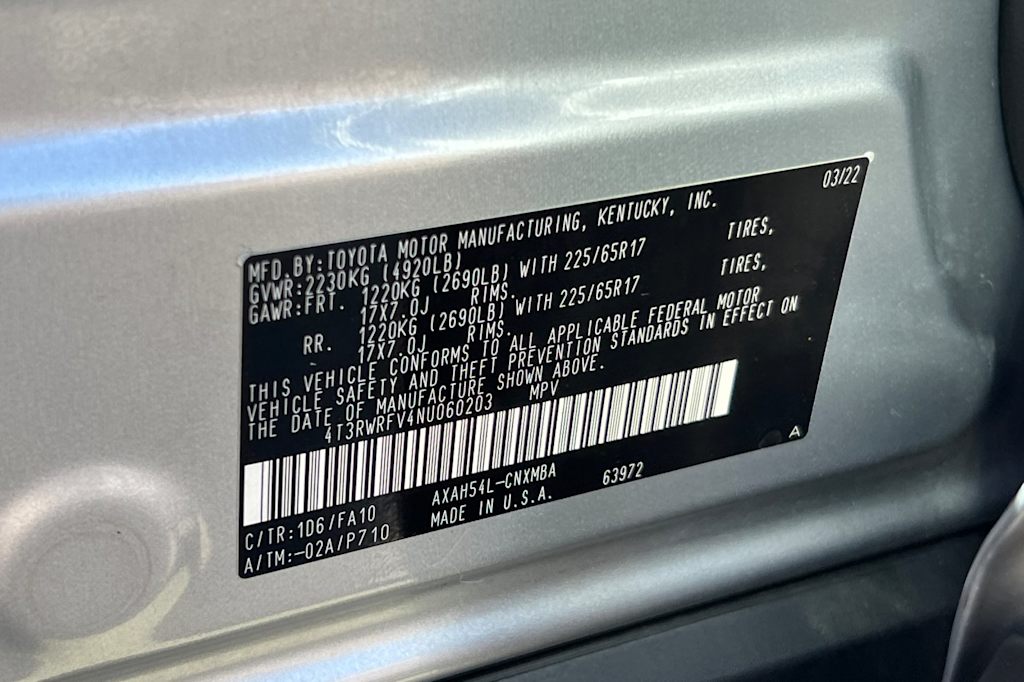 03/22
MFD.BY:TOYOTA MOTOR MANUFACTURING, KENTUCKY, INC.
GVWR:2230KG (4920LB)
GAWR:FRT. 1220KG (2690LB) WITH 225/65R17 TIRES,
17X7.0J RIMS.
RR. 1220KG (2690LB) WITH 225/65R17 TIRES,
17X7.0J RIMS.
THIS VEHICLE CONFORMS TO ALL APPLICABLE FEDERAL MOTOR
VEHICLE SAFETY AND THEFT PREVENTION STANDARDS IN EFFECT ON
THE DATE OF MANUFACTURE SHOWN ABOVE.
4T3RWRFV4NU060203 MPV
A
AXAH54L-CNXMBA 63972
C/TR:1D6/FA10 MADE IN U.S.A.
A/TM:-02A/P710